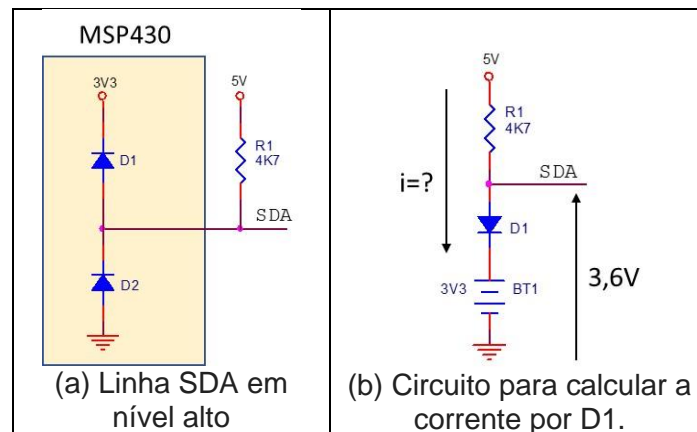 MSP430
3V3
5V
D1
R1
4K7
SDA
D2
(a) Linha SDA em
nível alto
5V
R1
4K7
i=?
SDA
D1
3V3
BT1
3,6V
(b) Circuito para calcular a
corrente por D1.